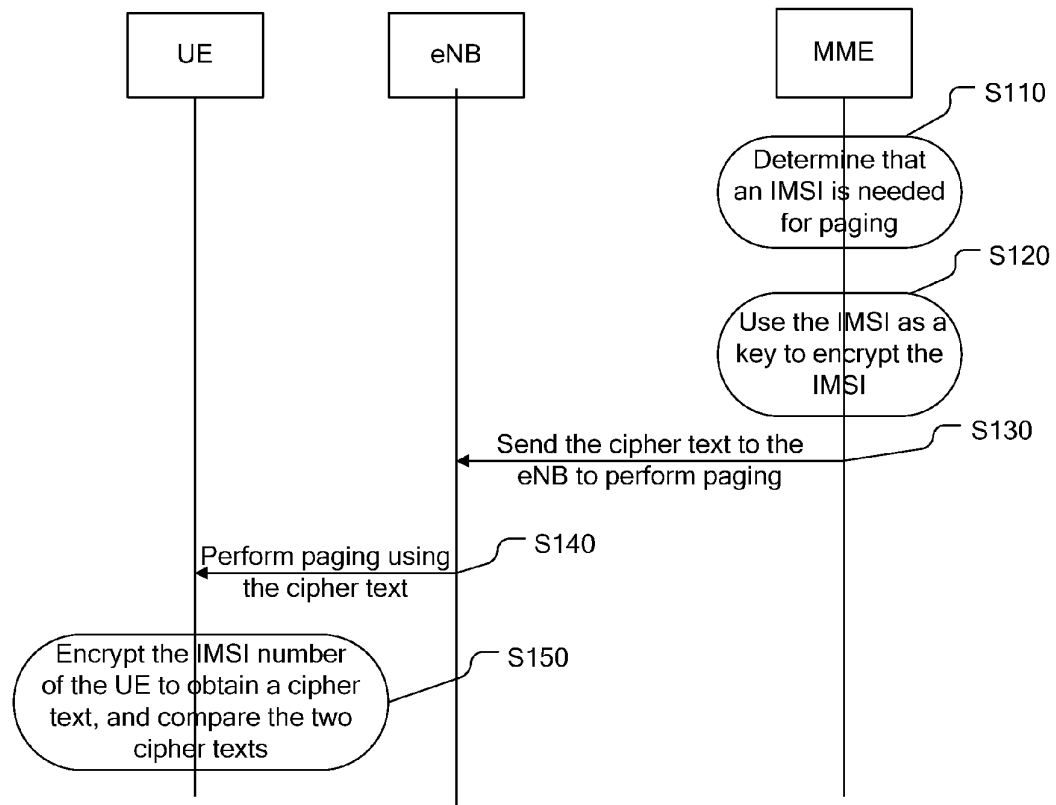 UE
eNB
MME
S110
Determine that
an IMSI is needed
for paging
S120
Use the IMSI as a
key to encrypt the
IMSI
S130
Send the cipher text to the
eNB to perform paging
S140
Perform paging using
the cipher text
S150
Encrypt the IMSI number
of the UE to obtain a cipher
text, and compare the two
cipher texts